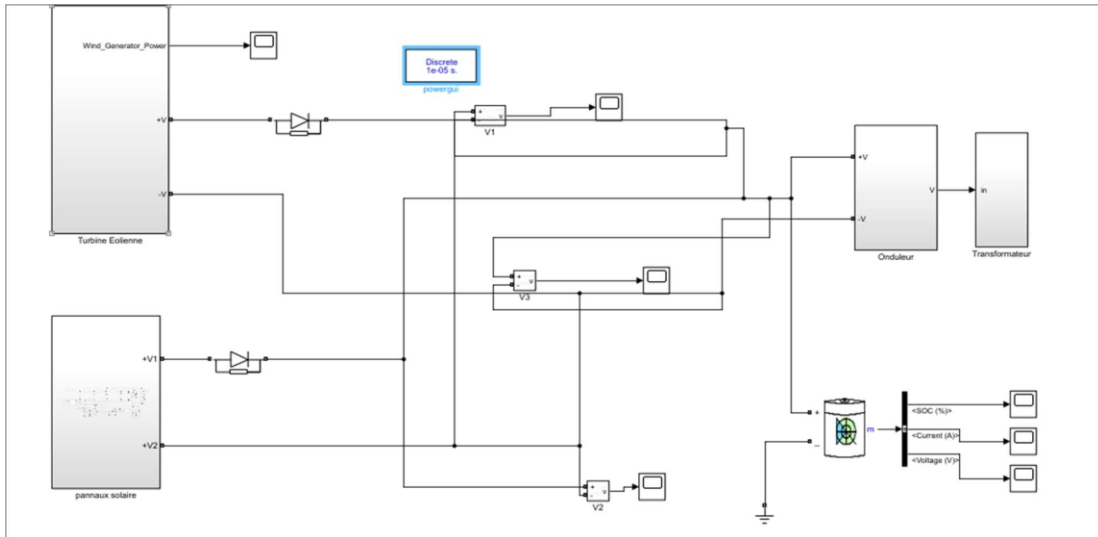 Wind_Generator_Power
+V
-V
Turbine Eolienne
Discrete
1e-05 s.
powergui
+
-
v
V1
+V
-V
V
Onduleur
in
Transformateur
+
-
v
V3
+V1
+V2
pannaux solaire
+
-
v
V2
+
_
m
<SOC (%)>
<Current (A)>
<Voltage (V)>